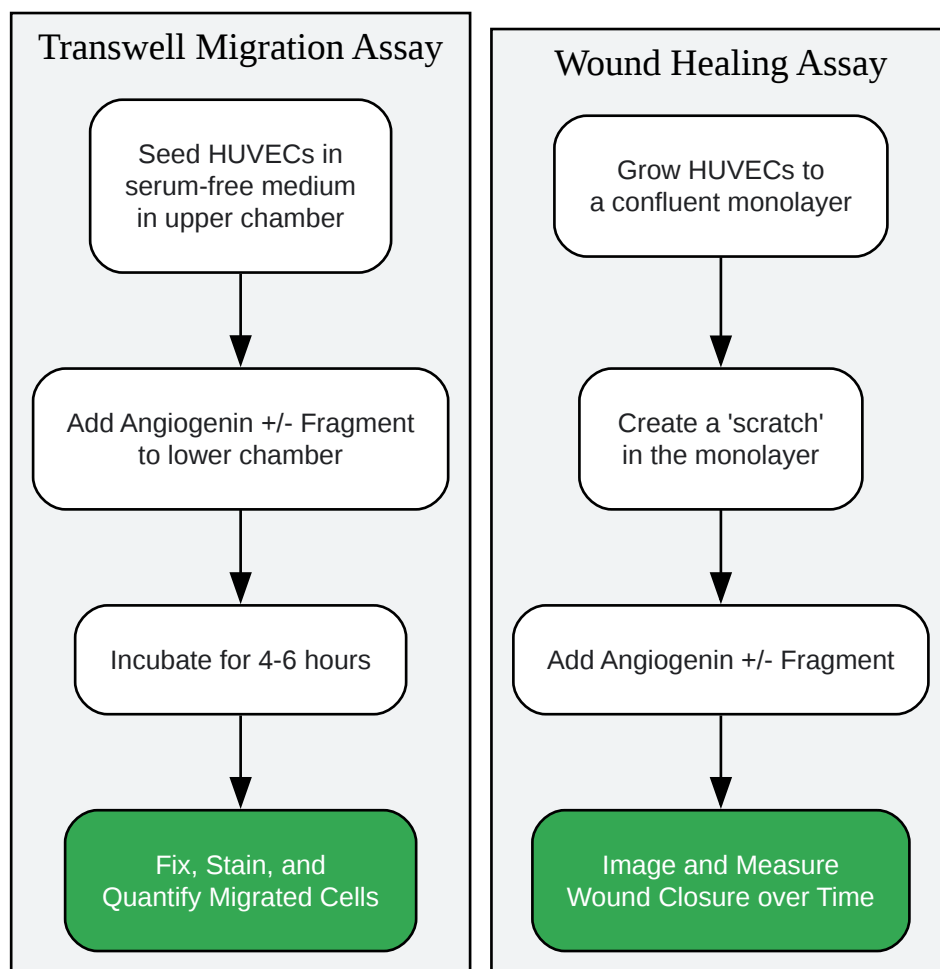 Transwell Migration Assay
Seed HUVECs in
serum-free medium
in upper chamber
Add Angiogenin +/- Fragment
to lower chamber
Incubate for 4-6 hours
Fix, Stain, and
Quantify Migrated Cells
Wound Healing Assay
Grow HUVECs to
a confluent monolayer
Create a 'scratch'
in the monolayer
Add Angiogenin +/- Fragment
Image and Measure
Wound Closure over Time